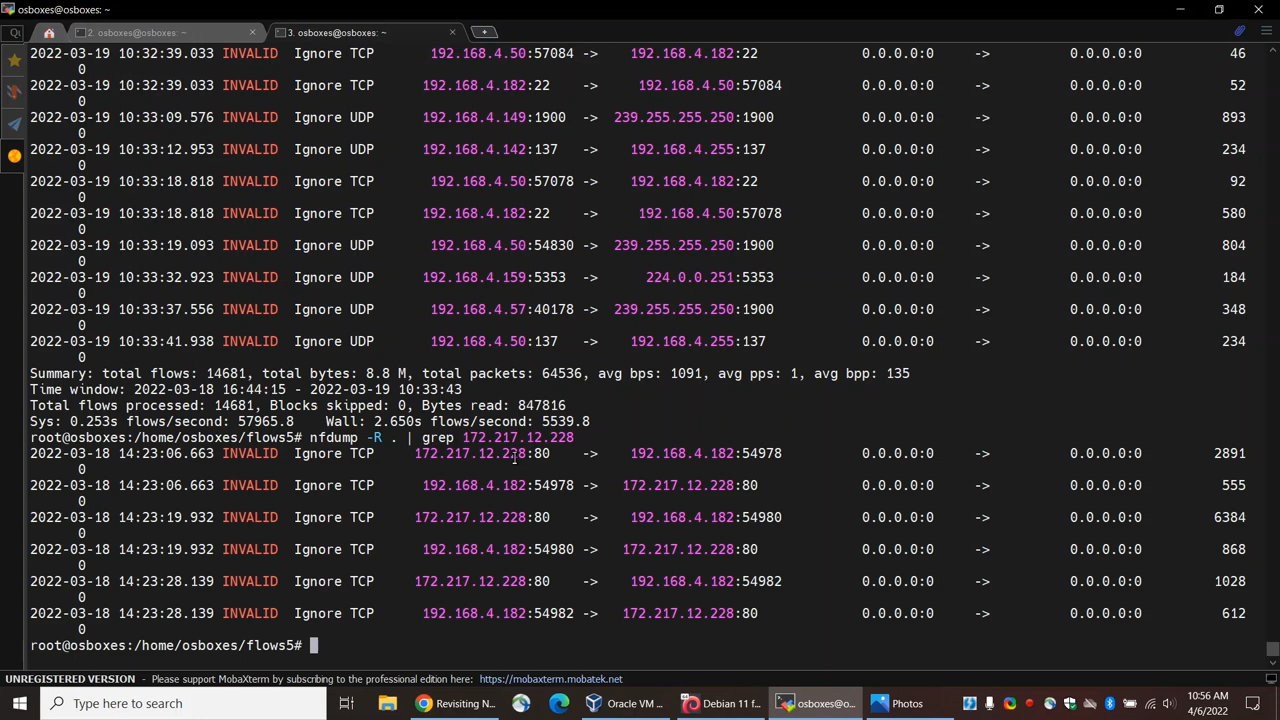 osboxes@osboxes: ~
2. osboxes@osboxes: ~
3. osboxes@osboxes: ~
2022-03-19 10:32:39.033 INVALID Ignore TCP 192.168.4.50:57084 -> 192.168.4.182:22 0.0.0.0:0 -> 0.0.0.0:0 46
0
2022-03-19 10:32:39.033 INVALID Ignore TCP 192.168.4.182:22 -> 192.168.4.50:57084 0.0.0.0:0 -> 0.0.0.0:0 52
0
2022-03-19 10:33:09.576 INVALID Ignore UDP 192.168.4.149:1900 -> 239.255.255.250:1900 0.0.0.0:0 -> 0.0.0.0:0 893
0
2022-03-19 10:33:12.953 INVALID Ignore UDP 192.168.4.142:137 -> 192.168.4.255:137 0.0.0.0:0 -> 0.0.0.0:0 234
0
2022-03-19 10:33:18.818 INVALID Ignore TCP 192.168.4.50:57078 -> 192.168.4.182:22 0.0.0.0:0 -> 0.0.0.0:0 92
0
2022-03-19 10:33:18.818 INVALID Ignore TCP 192.168.4.182:22 -> 192.168.4.50:57078 0.0.0.0:0 -> 0.0.0.0:0 580
0
2022-03-19 10:33:19.093 INVALID Ignore UDP 192.168.4.50:54830 -> 239.255.255.250:1900 0.0.0.0:0 -> 0.0.0.0:0 804
0
2022-03-19 10:33:32.923 INVALID Ignore UDP 192.168.4.159:5353 -> 224.0.0.251:5353 0.0.0.0:0 -> 0.0.0.0:0 184
0
2022-03-19 10:33:37.556 INVALID Ignore UDP 192.168.4.57:40178 -> 239.255.255.250:1900 0.0.0.0:0 -> 0.0.0.0:0 348
0
2022-03-19 10:33:41.938 INVALID Ignore UDP 192.168.4.50:137 -> 192.168.4.255:137 0.0.0.0:0 -> 0.0.0.0:0 234
0
Summary: total flows: 14681, total bytes: 8.8 M, total packets: 64536, avg bps: 1091, avg pps: 1, avg bpp: 135
Time window: 2022-03-18 16:44:15 - 2022-03-19 10:33:43
Total flows processed: 14681, Blocks skipped: 0, Bytes read: 847816
Sys: 0.253s flows/second: 57965.8 Wall: 2.650s flows/second: 5539.8
root@osboxes:/home/osboxes/flows5# nfdump -R . | grep 172.217.12.228
2022-03-18 14:23:06.663 INVALID Ignore TCP 172.217.12.228:80 -> 192.168.4.182:54978 0.0.0.0:0 -> 0.0.0.0:0 2891
0
2022-03-18 14:23:06.663 INVALID Ignore TCP 192.168.4.182:54978 -> 172.217.12.228:80 0.0.0.0:0 -> 0.0.0.0:0 555
0
2022-03-18 14:23:19.932 INVALID Ignore TCP 172.217.12.228:80 -> 192.168.4.182:54980 0.0.0.0:0 -> 0.0.0.0:0 6384
0
2022-03-18 14:23:19.932 INVALID Ignore TCP 192.168.4.182:54980 -> 172.217.12.228:80 0.0.0.0:0 -> 0.0.0.0:0 868
0
2022-03-18 14:23:28.139 INVALID Ignore TCP 172.217.12.228:80 -> 192.168.4.182:54982 0.0.0.0:0 -> 0.0.0.0:0 1028
0
2022-03-18 14:23:28.139 INVALID Ignore TCP 192.168.4.182:54982 -> 172.217.12.228:80 0.0.0.0:0 -> 0.0.0.0:0 612
0
root@osboxes:/home/osboxes/flows5#
UNREGISTERED VERSION - Please support MobaXterm by subscribing to the professional edition here: https://mobaxterm.mobatek.net
Type here to search
Revisiting N...
Oracle VM ...
Debian 11 f...
osboxes@o...
Photos
10:56 AM
4/6/2022